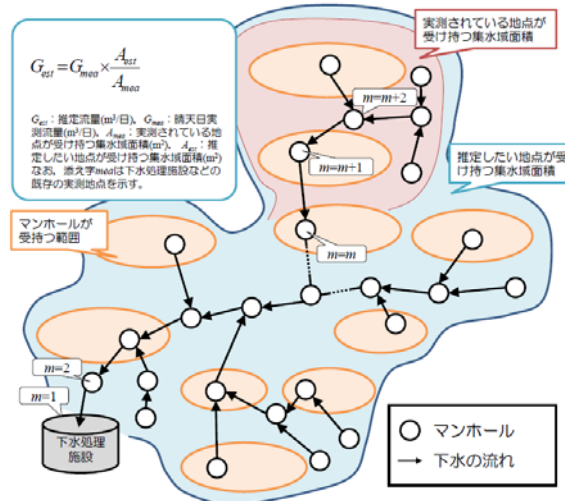 G_est = G_mea × A_est / A_mea
G_est:推定流量(m³/日)、G_mea:晴天日実
測流量(m³/日)、A_mea:実測されている地
点が受け持つ集水域面積(m²)、A_est:推
定したい地点が受け持つ集水域面積(m²)
なお、添え字meaは下水処理施設などの
既存の実測地点を示す。
実測されている地点が
受け持つ集水域面積
m=m+2
m=m+1
推定したい地点が受
け持つ集水域面積
マンホールが
受持つ範囲
m=m
m=2
m=1
下水処理
施設
マンホール
下水の流れ